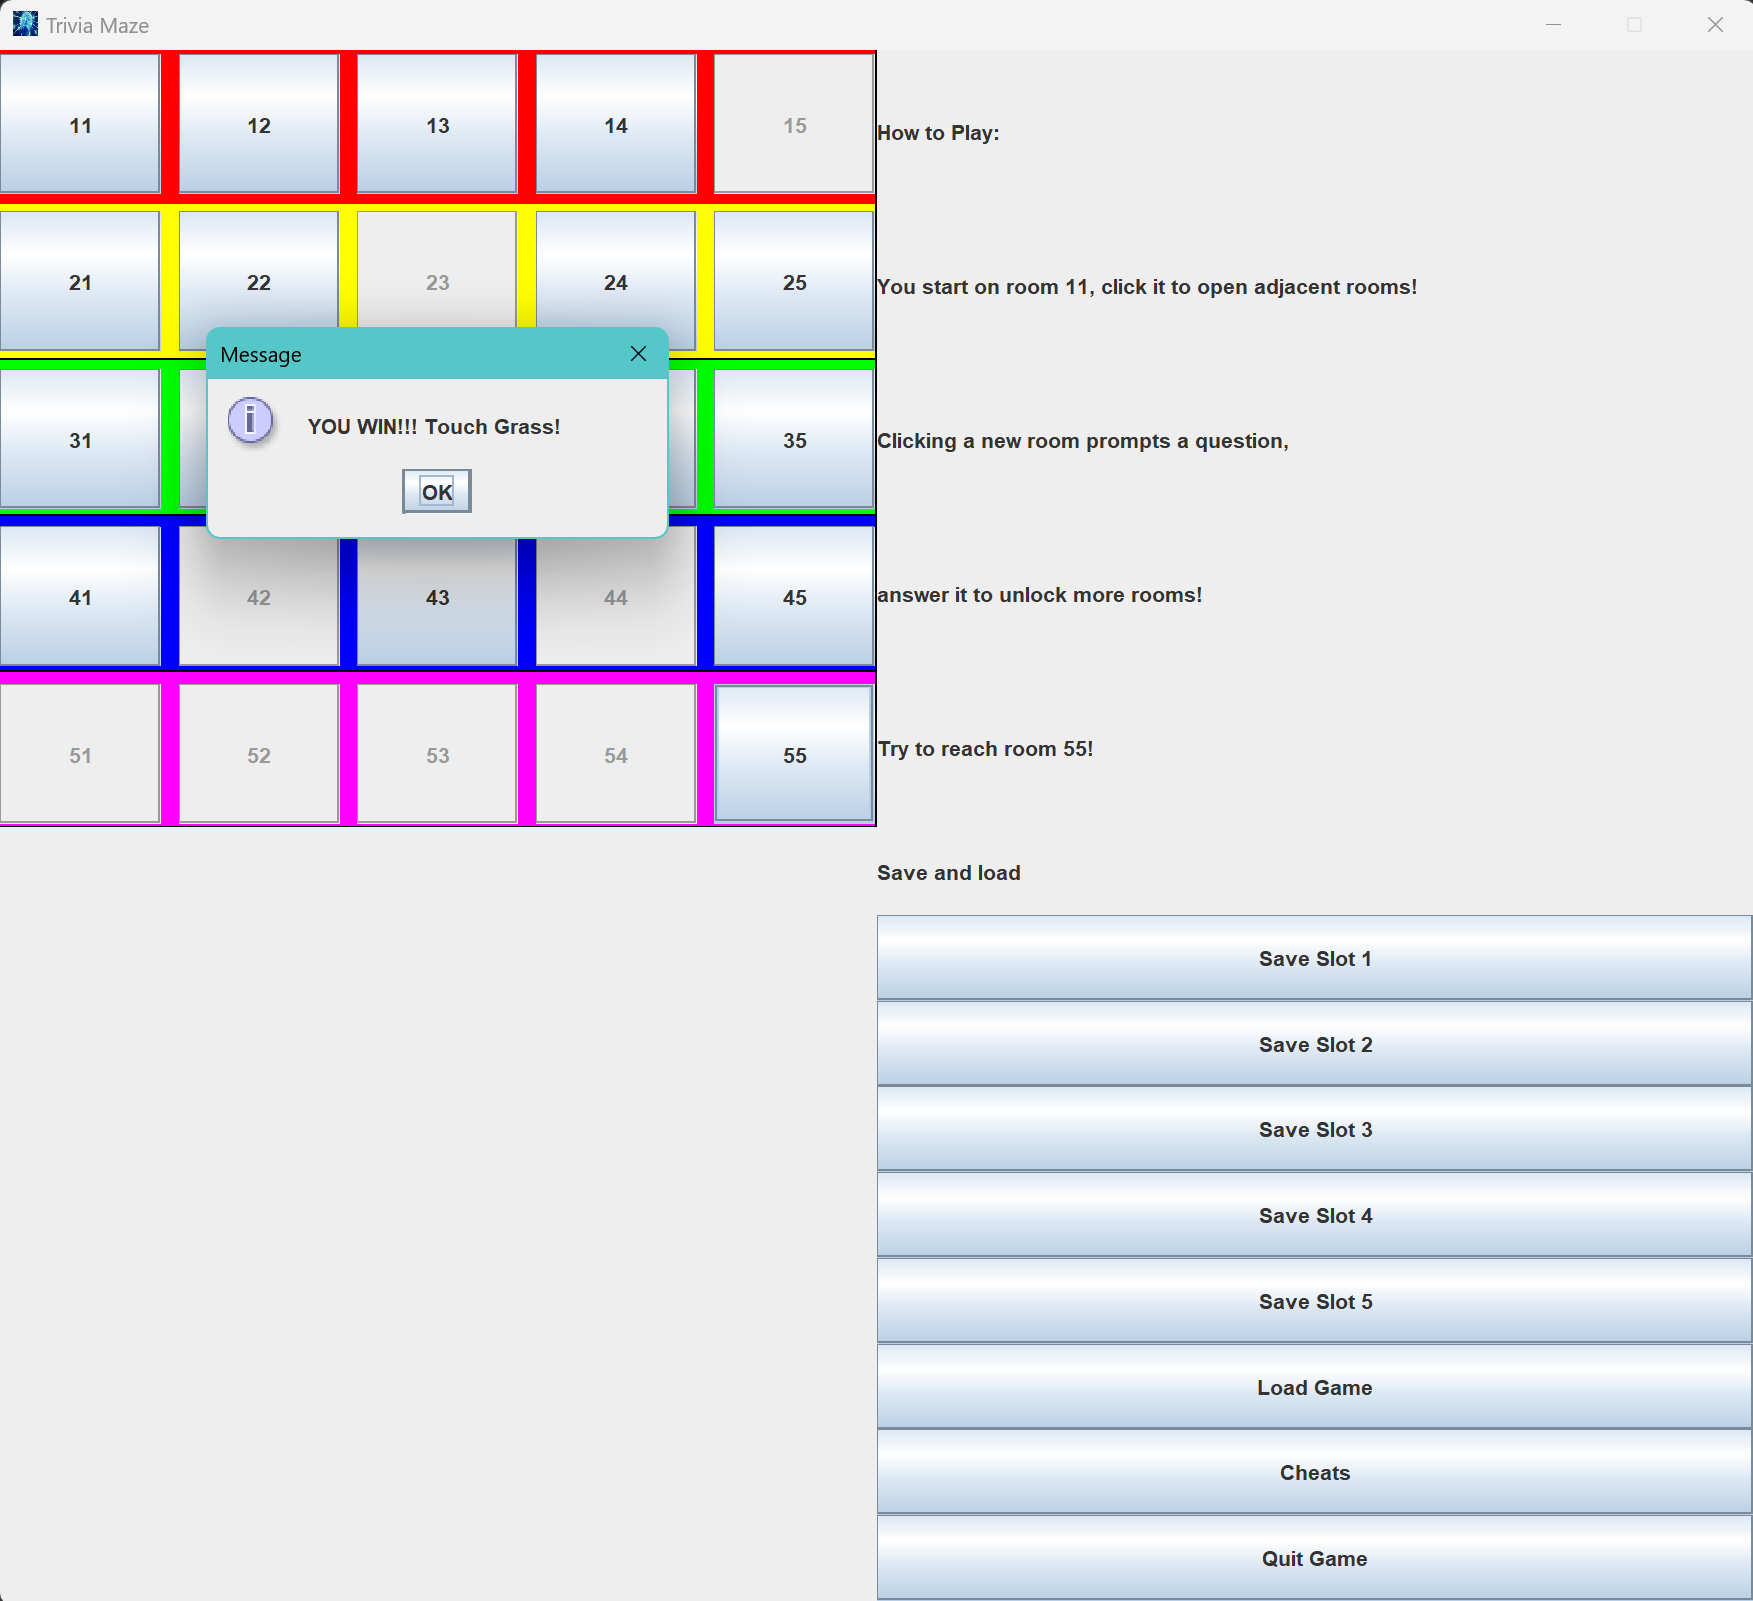 Trivia Maze
11 12 13 14 15
How to Play:
21 22 23 24 25
You start on room 11, click it to open adjacent rooms!
Message
YOU WIN!!! Touch Grass!
OK
31 35
Clicking a new room prompts a question,
41 42 43 44 45
answer it to unlock more rooms!
51 52 53 54 55
Try to reach room 55!
Save and load
Save Slot 1
Save Slot 2
Save Slot 3
Save Slot 4
Save Slot 5
Load Game
Cheats
Quit Game